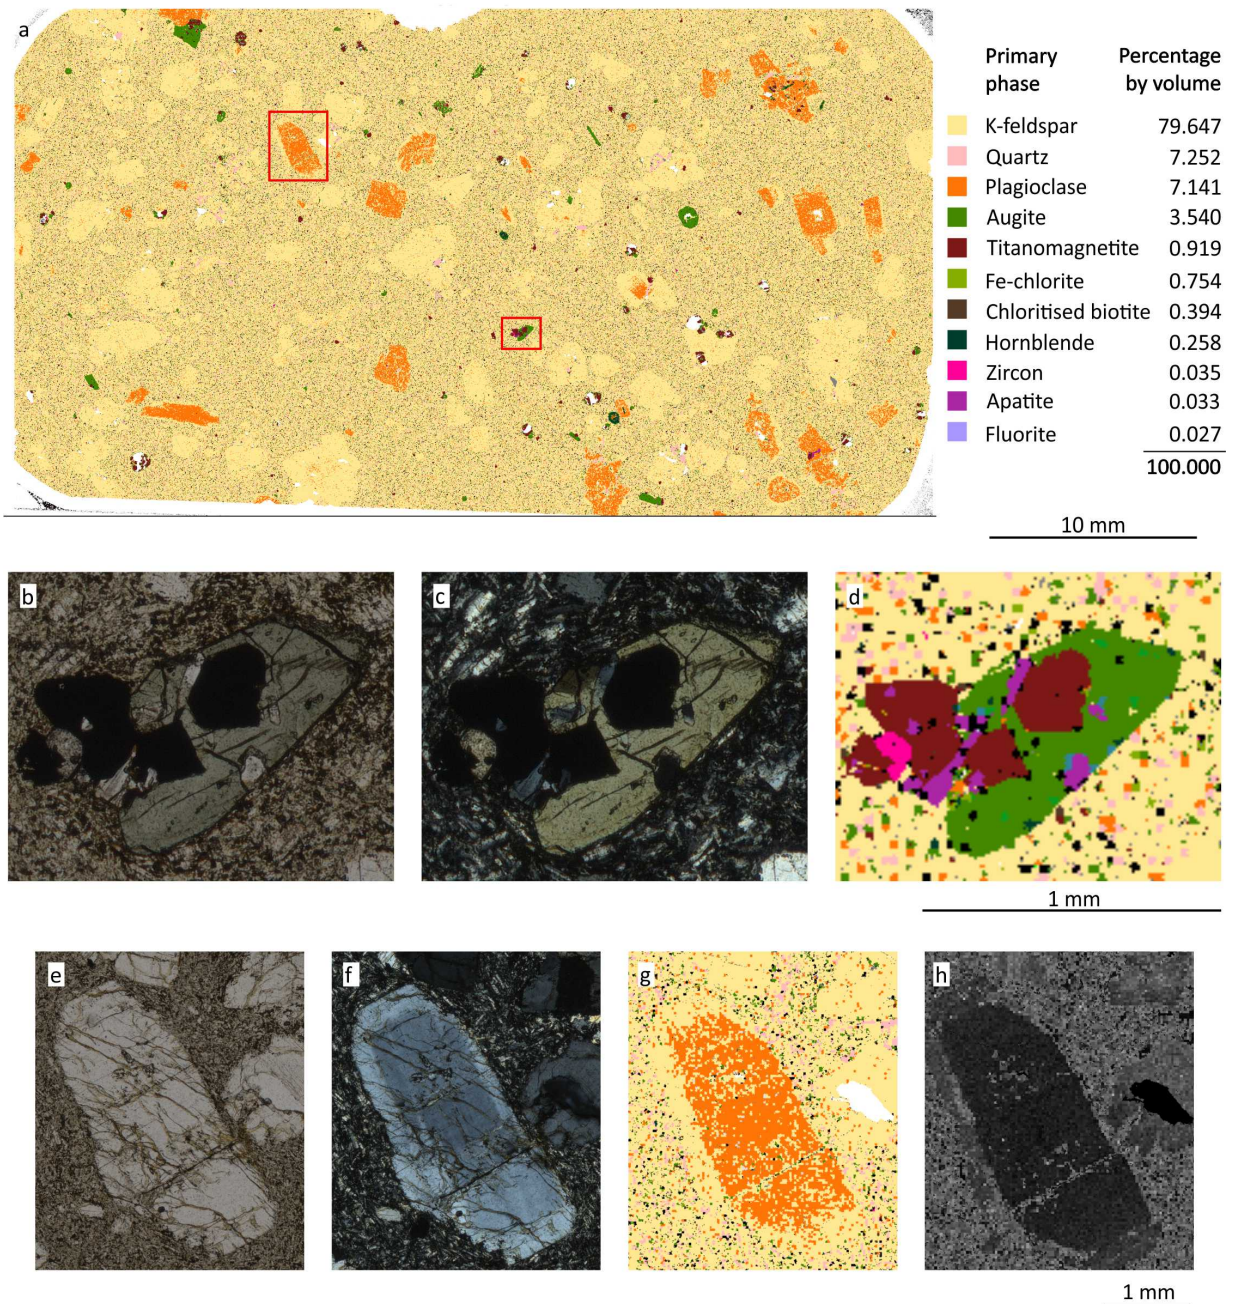 a
Primary phase Percentage by volume
K-feldspar 79.647
Quartz 7.252
Plagioclase 7.141
Augite 3.540
Titanomagnetite 0.919
Fe-chlorite 0.754
Chloritised biotite 0.394
Hornblende 0.258
Zircon 0.035
Apatite 0.033
Fluorite 0.027
100.000
10 mm
b
c
d
1 mm
e
f
g
h
1 mm